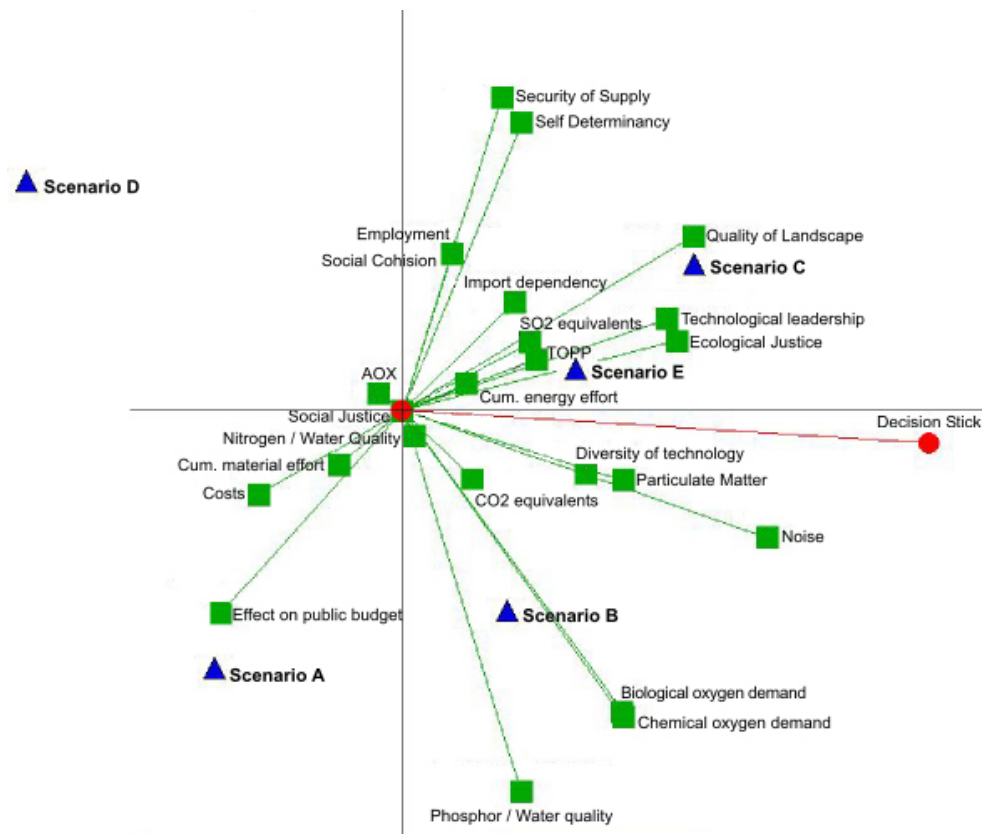 Security of Supply
Self Determinancy
Scenario D
Employment
Quality of Landscape
Social Cohision
Scenario C
Import dependency
SO2 equivalents
Technological leadership
Ecological Justice
TOPP
AOX
Scenario E
Cum. energy effort
Social Justice
Decision Stick
Nitrogen / Water Quality
Diversity of technology
Cum. material effort
Particulate Matter
Costs
CO2 equivalents
Noise
Effect on public budget
Scenario B
Scenario A
Biological oxygen demand
Chemical oxygen demand
Phosphor / Water quality